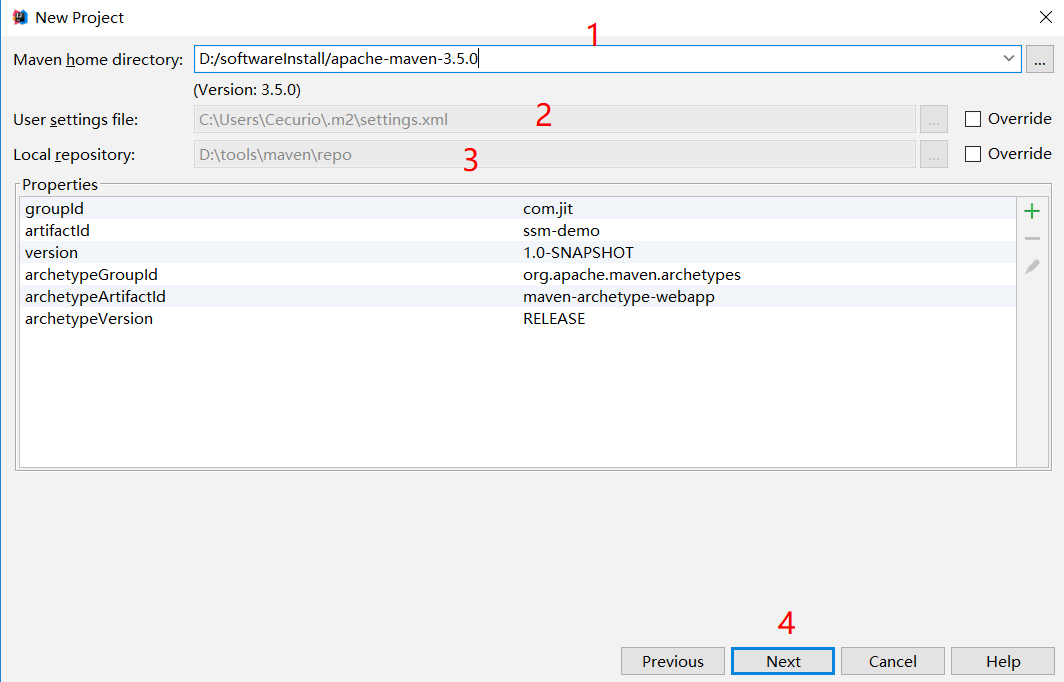 New Project
1
Maven home directory: D:/softwareInstall/apache-maven-3.5.0 ...
(Version: 3.5.0)
User settings file: C:\Users\Cecurio\.m2\settings.xml 2 ... Override
Local repository: D:\tools\maven\repo 3 ... Override
Properties
groupId com.jit
artifactId ssm-demo
version 1.0-SNAPSHOT
archetypeGroupId org.apache.maven.archetypes
archetypeArtifactId maven-archetype-webapp
archetypeVersion RELEASE
4
Previous Next Cancel Help